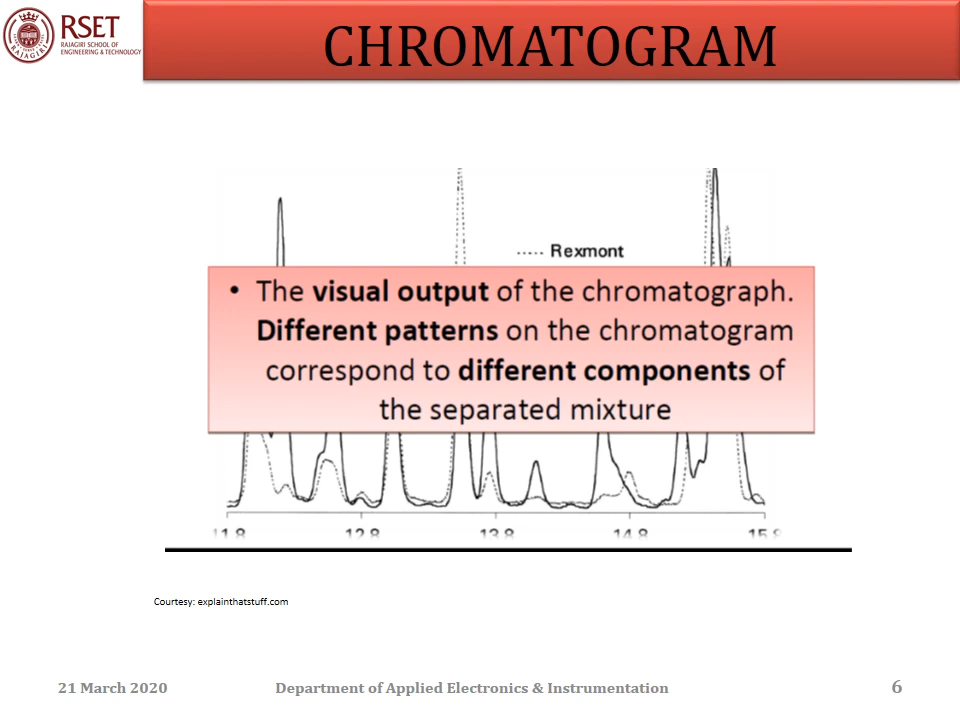 RSET
RAJAGIRI SCHOOL OF
ENGINEERING & TECHNOLOGY
CHROMATOGRAM
Rexmont
• The visual output of the chromatograph.
Different patterns on the chromatogram
correspond to different components of
the separated mixture
11.8 12.8 13.8 14.8 15.8
Courtesy: explainthatstuff.com
21 March 2020 Department of Applied Electronics & Instrumentation 6